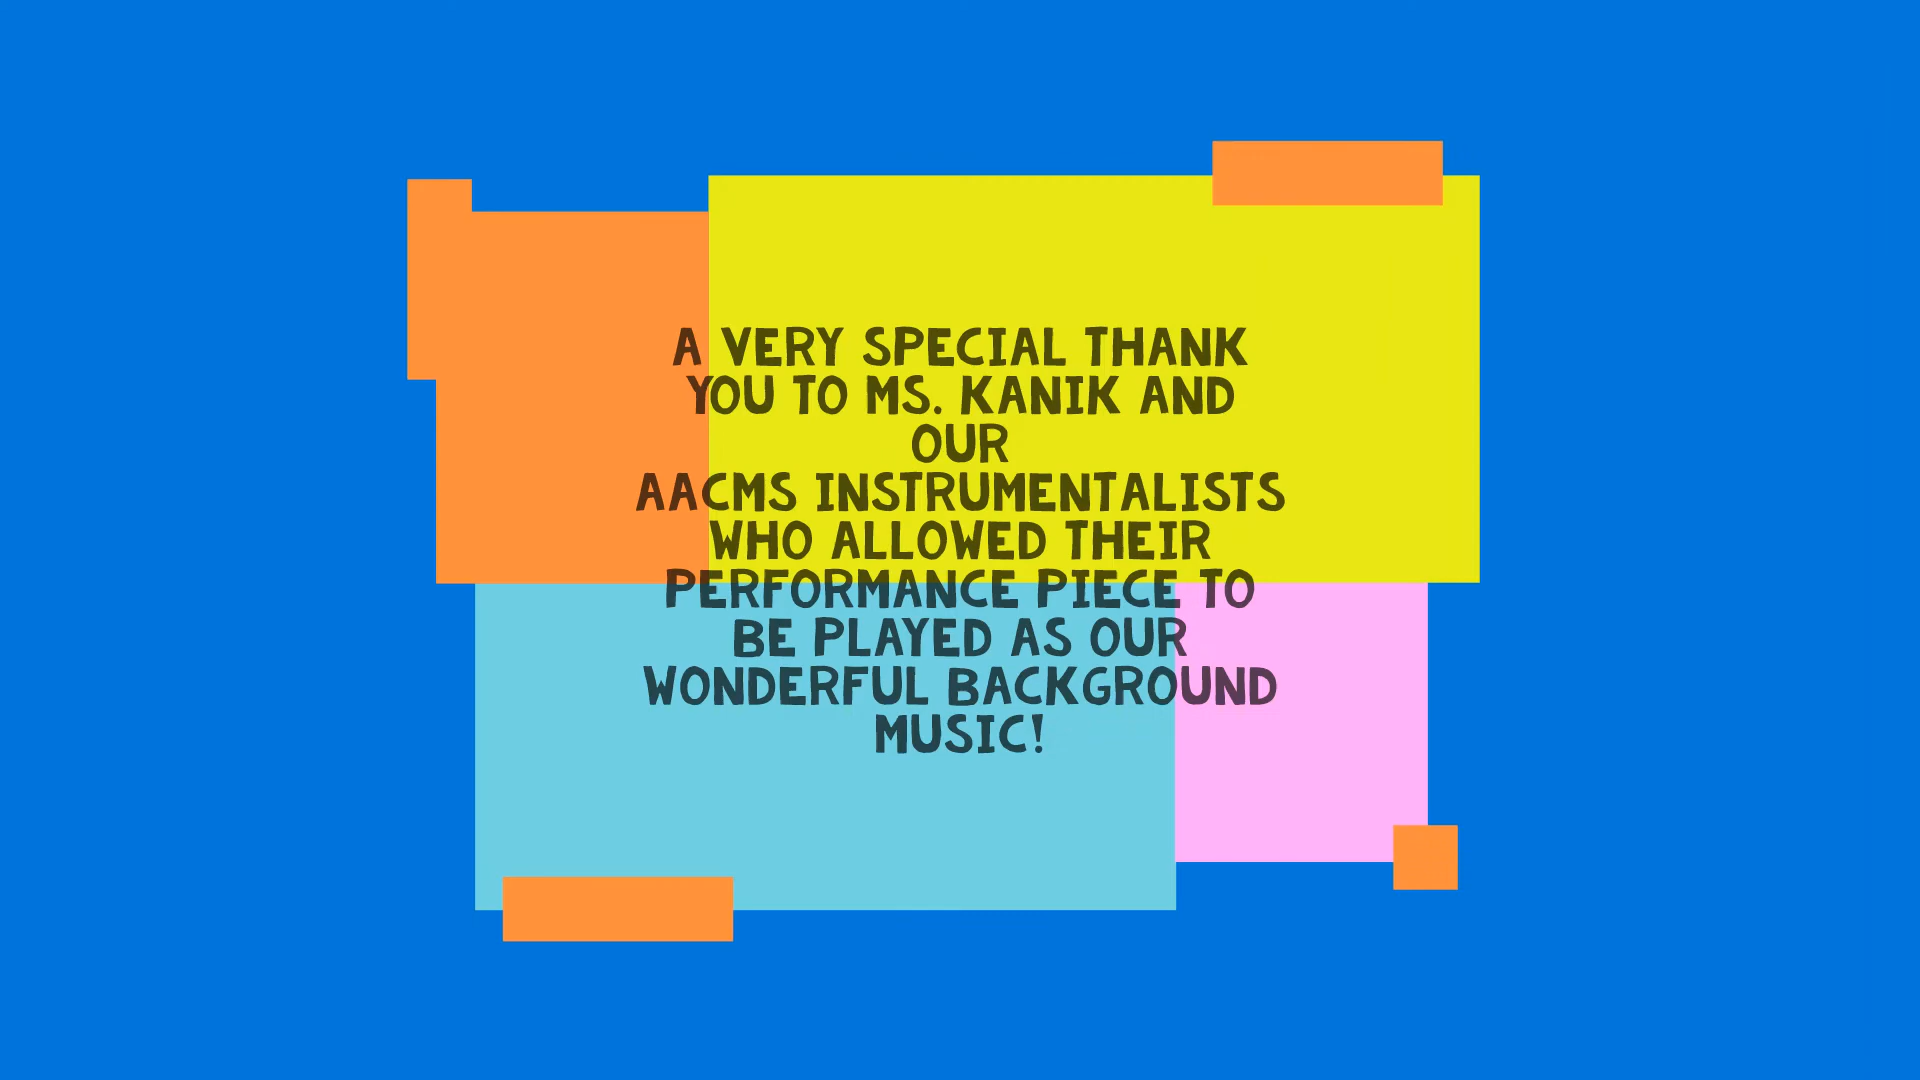 A VERY SPECIAL THANK
YOU TO MS. KANIK AND
OUR
AACMS INSTRUMENTALISTS
WHO ALLOWED THEIR
PERFORMANCE PIECE TO
BE PLAYED AS OUR
WONDERFUL BACKGROUND
MUSIC!